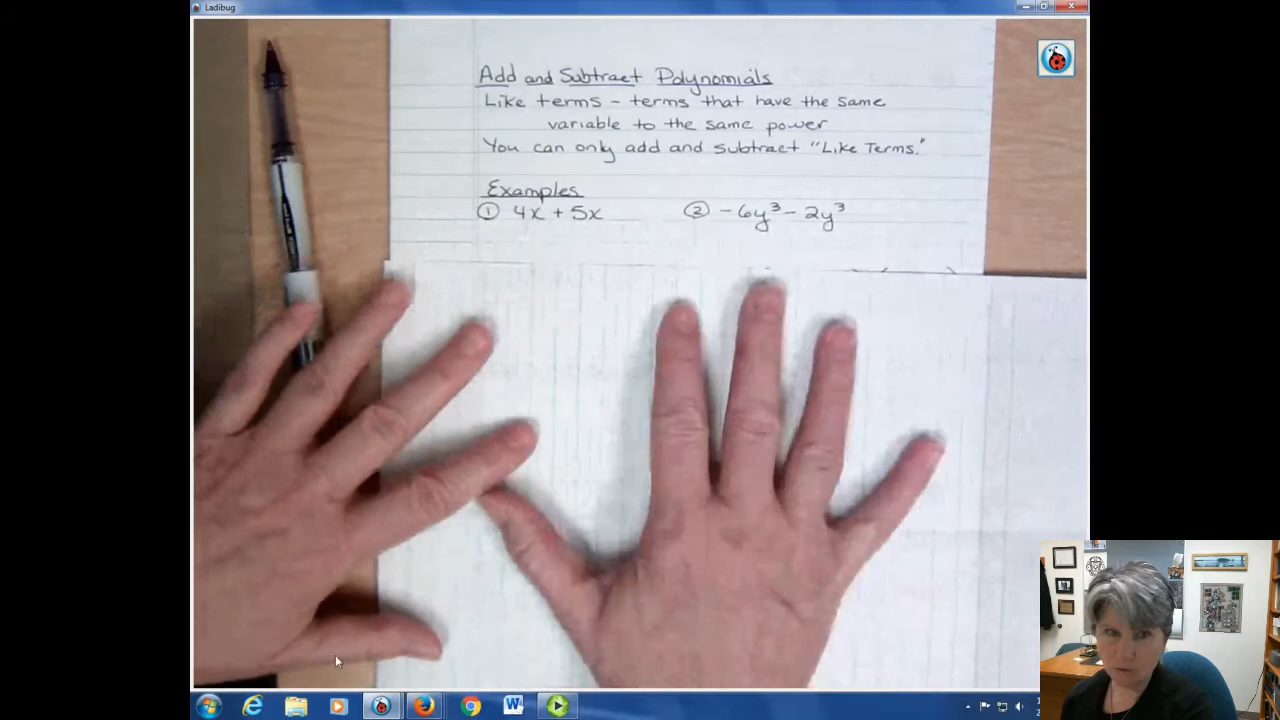 Ladibug
Add and Subtract Polynomials
Like terms - terms that have the same
variable to the same power
You can only add and subtract "Like Terms."
Examples
① 4x + 5x ② -6y³ - 2y³